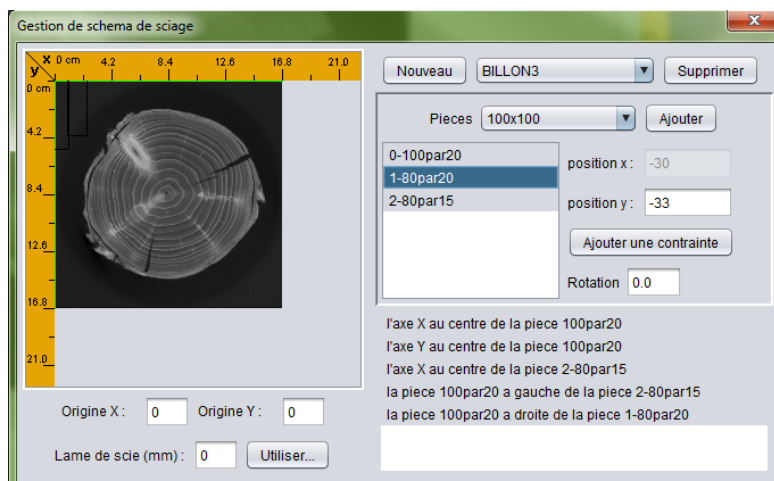 Gestion de schema de sciage
X 0 cm 4.2 8.4 12.6 16.8 21.0
y
0 cm
4.2
8.4
12.6
16.8
21.0
Nouveau BILLON3 Supprimer
Pieces 100x100 Ajouter
0-100par20
1-80par20
2-80par15
position x : -30
position y : -33
Ajouter une contrainte
Rotation 0.0
l'axe X au centre de la piece 100par20
l'axe Y au centre de la piece 100par20
l'axe X au centre de la piece 2-80par15
la piece 100par20 a gauche de la piece 2-80par15
la piece 100par20 a droite de la piece 1-80par20
Origine X : 0 Origine Y : 0
Lame de scie (mm) : 0 Utiliser...